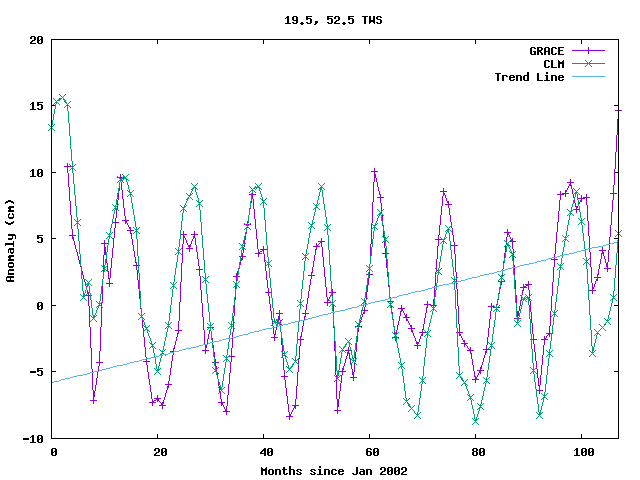 19.5, 52.5 TWS
GRACE
CLM
Trend Line
20
15
10
5
0
-5
-10
Anomaly (cm)
0 20 40 60 80 100
Months since Jan 2002